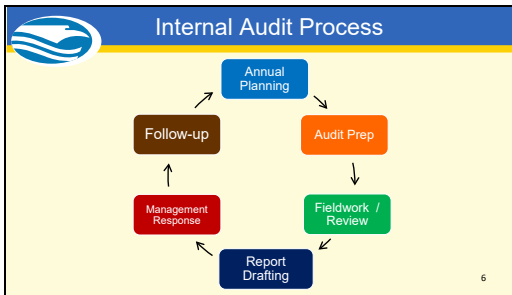 Internal Audit Process
Annual
Planning
Audit Prep
Fieldwork /
Review
Report
Drafting
Management
Response
Follow-up
6